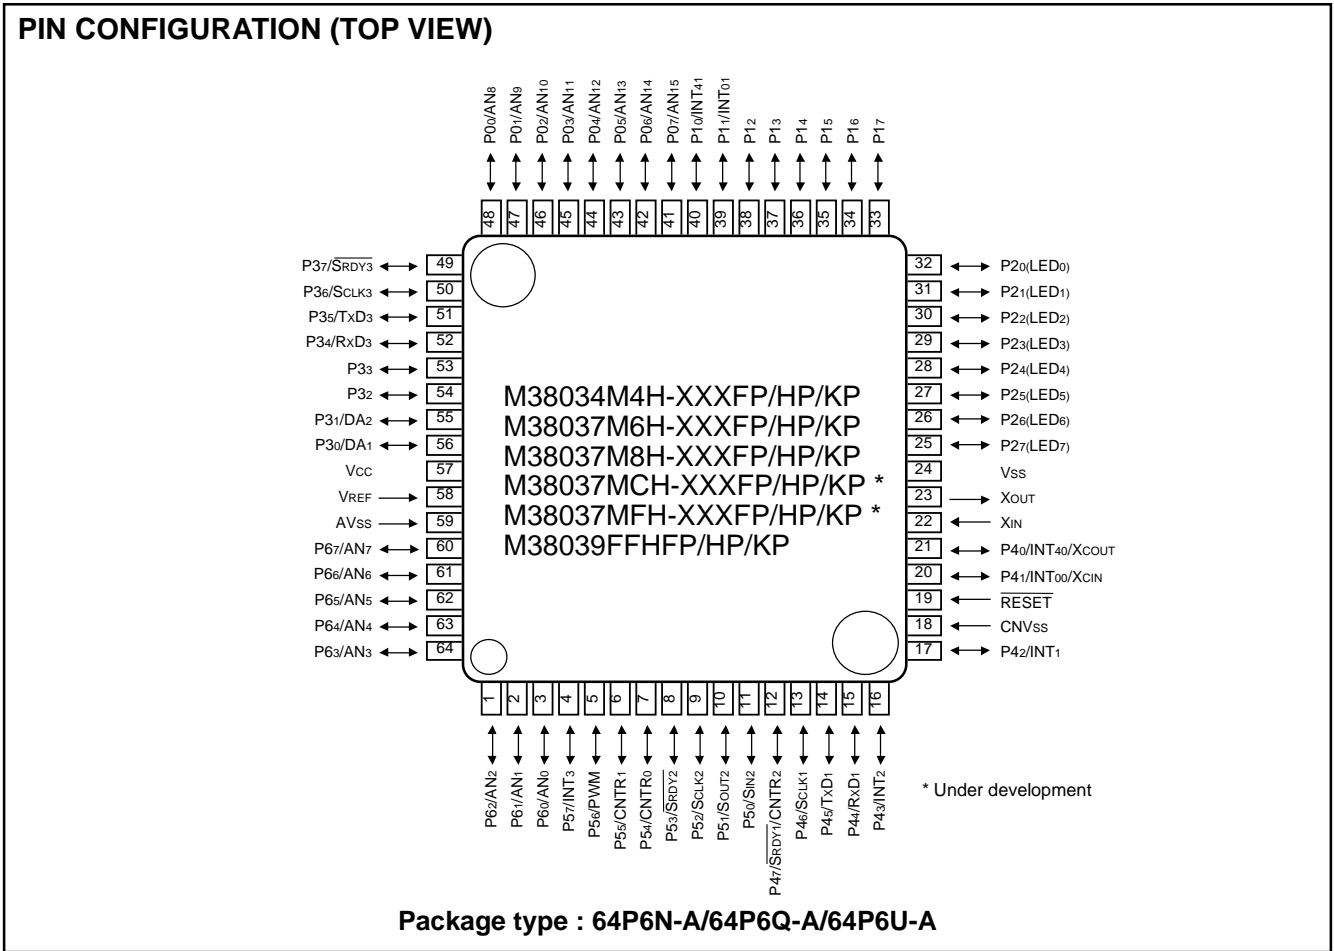 PIN CONFIGURATION (TOP VIEW)
P00/AN8
P01/AN9
P02/AN10
P03/AN11
P04/AN12
P05/AN13
P06/AN14
P07/AN15
P10/INT41
P11/INT01
P12
P13
P14
P15
P16
P17
48 47 46 45 44 43 42 41 40 39 38 37 36 35 34 33
P37/SRDY3 49
P36/SCLK3 50
P35/TXD3 51
P34/RXD3 52
P33 53
P32 54
P31/DA2 55
P30/DA1 56
VCC 57
VREF 58
AVSS 59
P67/AN7 60
P66/AN6 61
P65/AN5 62
P64/AN4 63
P63/AN3 64
M38034M4H-XXXFP/HP/KP
M38037M6H-XXXFP/HP/KP
M38037M8H-XXXFP/HP/KP
M38037MCH-XXXFP/HP/KP *
M38037MFH-XXXFP/HP/KP *
M38039FFHFP/HP/KP
32 P20(LED0)
31 P21(LED1)
30 P22(LED2)
29 P23(LED3)
28 P24(LED4)
27 P25(LED5)
26 P26(LED6)
25 P27(LED7)
24 VSS
23 XOUT
22 XIN
21 P40/INT40/XCOUT
20 P41/INT00/XCIN
19 RESET
18 CNVSS
17 P42/INT1
1 2 3 4 5 6 7 8 9 10 11 12 13 14 15 16
P62/AN2
P61/AN1
P60/AN0
P57/INT3
P56/PWM
P55/CNTR1
P54/CNTR0
P53/SRDY2
P52/SCLK2
P51/SOUT2
P50/SIN2
P47/SRDY1/CNTR2
P46/SCLK1
P45/TXD1
P44/RXD1
P43/INT2
* Under development
Package type : 64P6N-A/64P6Q-A/64P6U-A